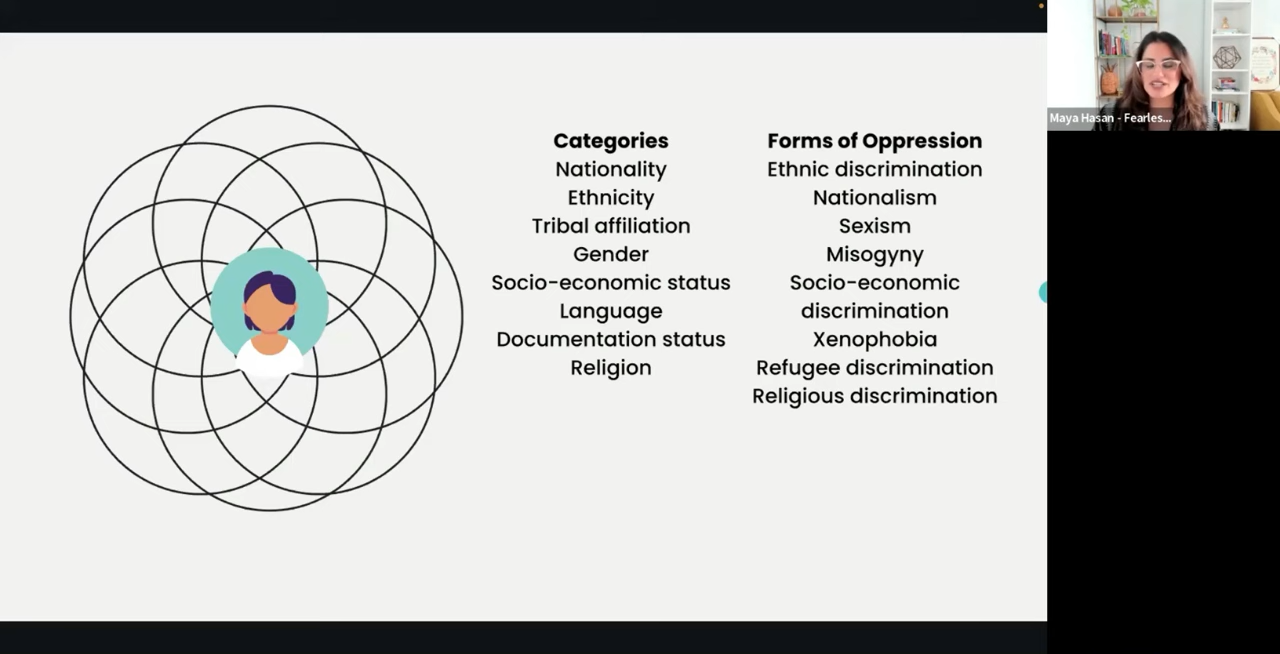 Categories
Nationality
Ethnicity
Tribal affiliation
Gender
Socio-economic status
Language
Documentation status
Religion
Forms of Oppression
Ethnic discrimination
Nationalism
Sexism
Misogyny
Socio-economic
discrimination
Xenophobia
Refugee discrimination
Religious discrimination
Maya Hasan - Fearles...